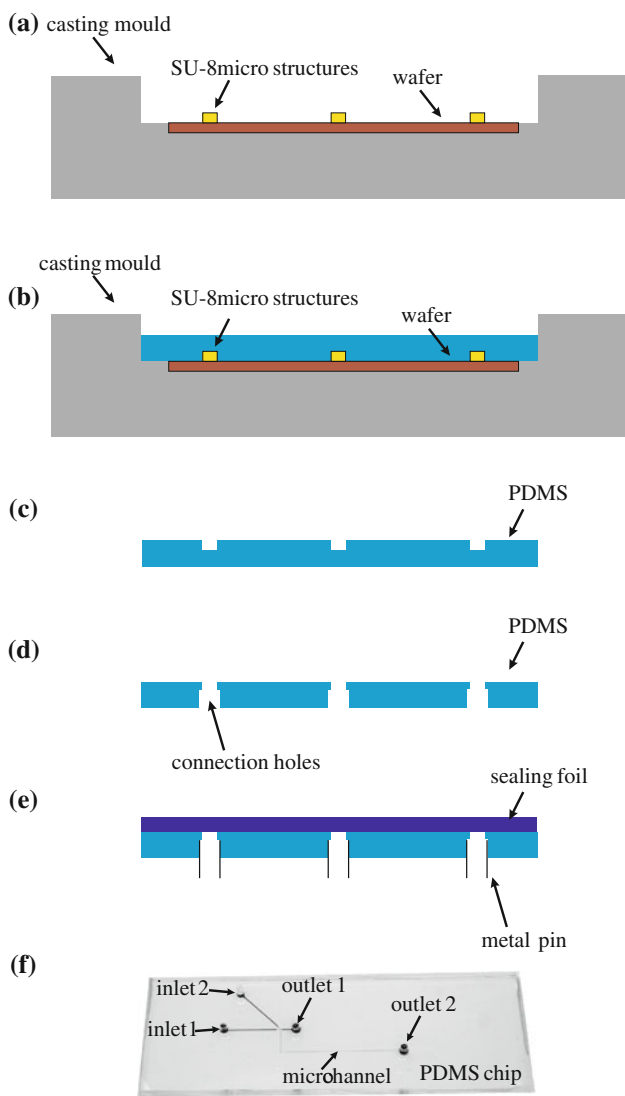 (a)
casting mould
SU-8micro structures
wafer
casting mould
(b)
SU-8micro structures
wafer
(c)
PDMS
(d)
PDMS
connection holes
(e)
sealing foil
metal pin
(f)
inlet 2
outlet 1
inlet 1
outlet 2
microhannel
PDMS chip